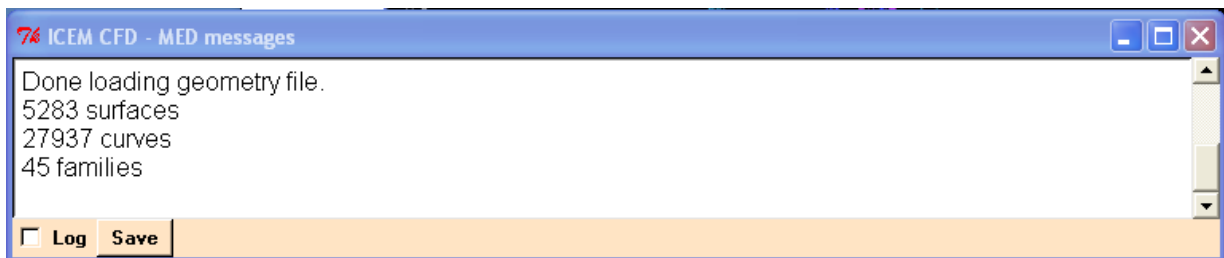 ICEM CFD - MED messages
Done loading geometry file.
5283 surfaces
27937 curves
45 families
Log Save